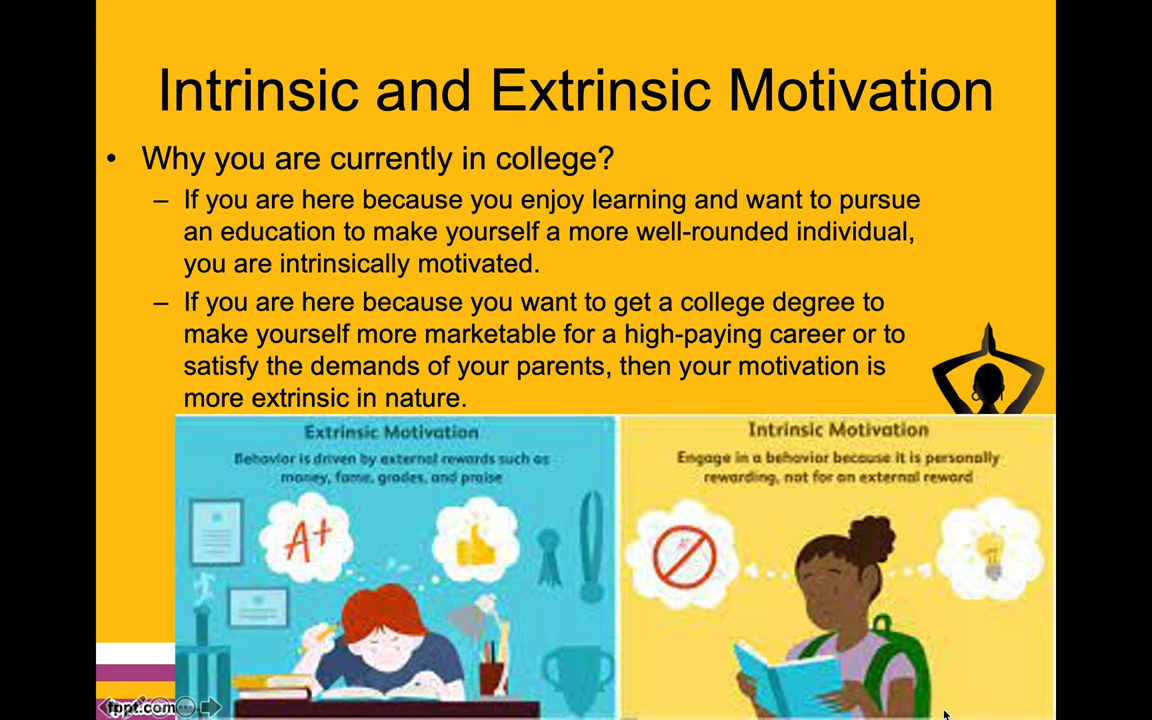 Intrinsic and Extrinsic Motivation
• Why you are currently in college?
– If you are here because you enjoy learning and want to pursue
an education to make yourself a more well-rounded individual,
you are intrinsically motivated.
– If you are here because you want to get a college degree to
make yourself more marketable for a high-paying career or to
satisfy the demands of your parents, then your motivation is
more extrinsic in nature.
Extrinsic Motivation
Behavior is driven by external rewards such as
money, fame, grades, and praise
A+
Intrinsic Motivation
Engage in a behavior because it is personally
rewarding, not for an external reward
fppt.com